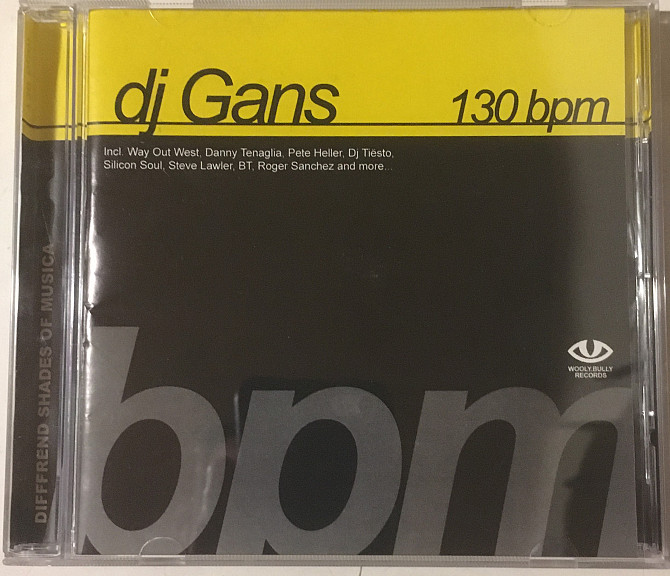 dj Gans
130 bpm
Incl. Way Out West, Danny Tenaglia, Pete Heller, Dj Tiësto,
Silicon Soul, Steve Lawler, BT, Roger Sanchez and more...
DIFFFREND SHADES OF MUSICA
WOOLY.BULLY
RECORDS
bpm